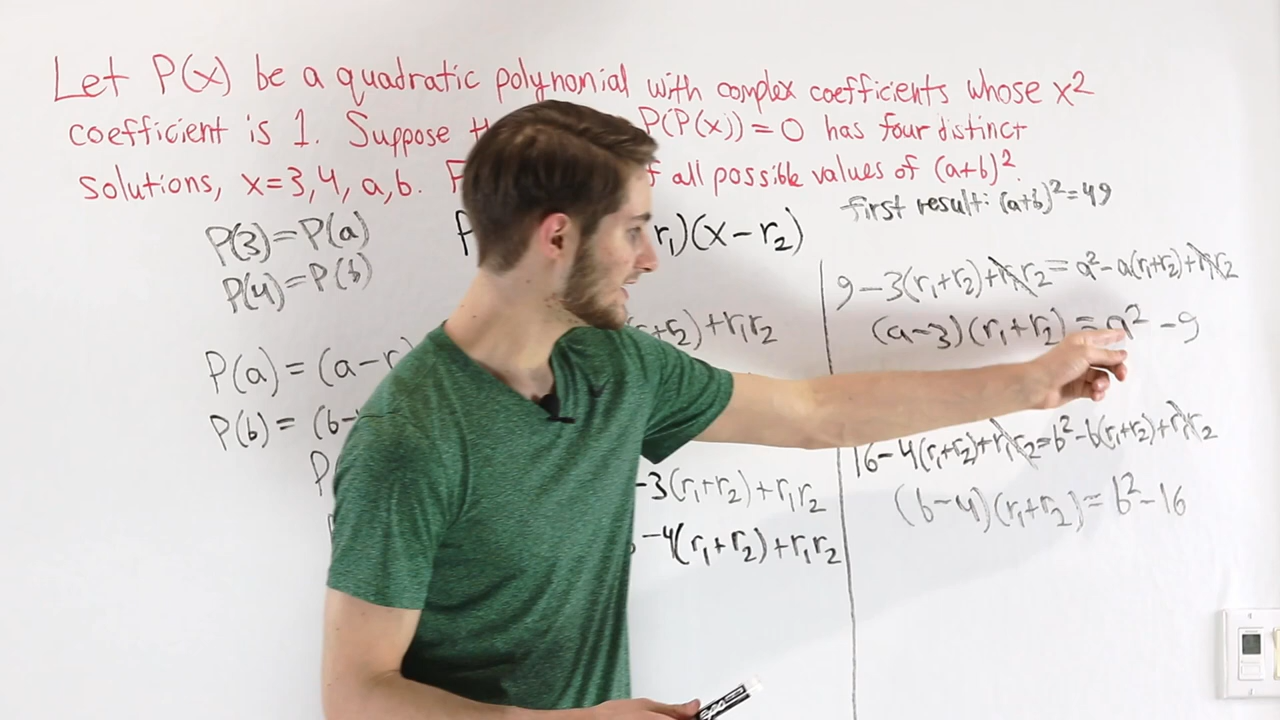 Let P(x) be a quadratic polynomial with complex coefficients whose x²
coefficient is 1. Suppose P(P(x))=0 has four distinct
solutions, x=3,4,a,b. all possible values of (a+b)².
first result: (a+b)²=49
P(3)=P(a)
P(4)=P(b)
r₁)(x-r₂)
+r₂)+r₁r₂
P(a)=(a-r
P(b)=(b-
-3(r₁+r₂)+r₁r₂
-4(r₁+r₂)+r₁r₂
9-3(r₁+r₂)+r₁r₂=a²-a(r₁+r₂)+r₁r₂
(a-3)(r₁+r₂)=a²-9
16-4(r₁+r₂)+r₁r₂=b²-b(r₁+r₂)+r₁r₂
(b-4)(r₁+r₂)=b²-16